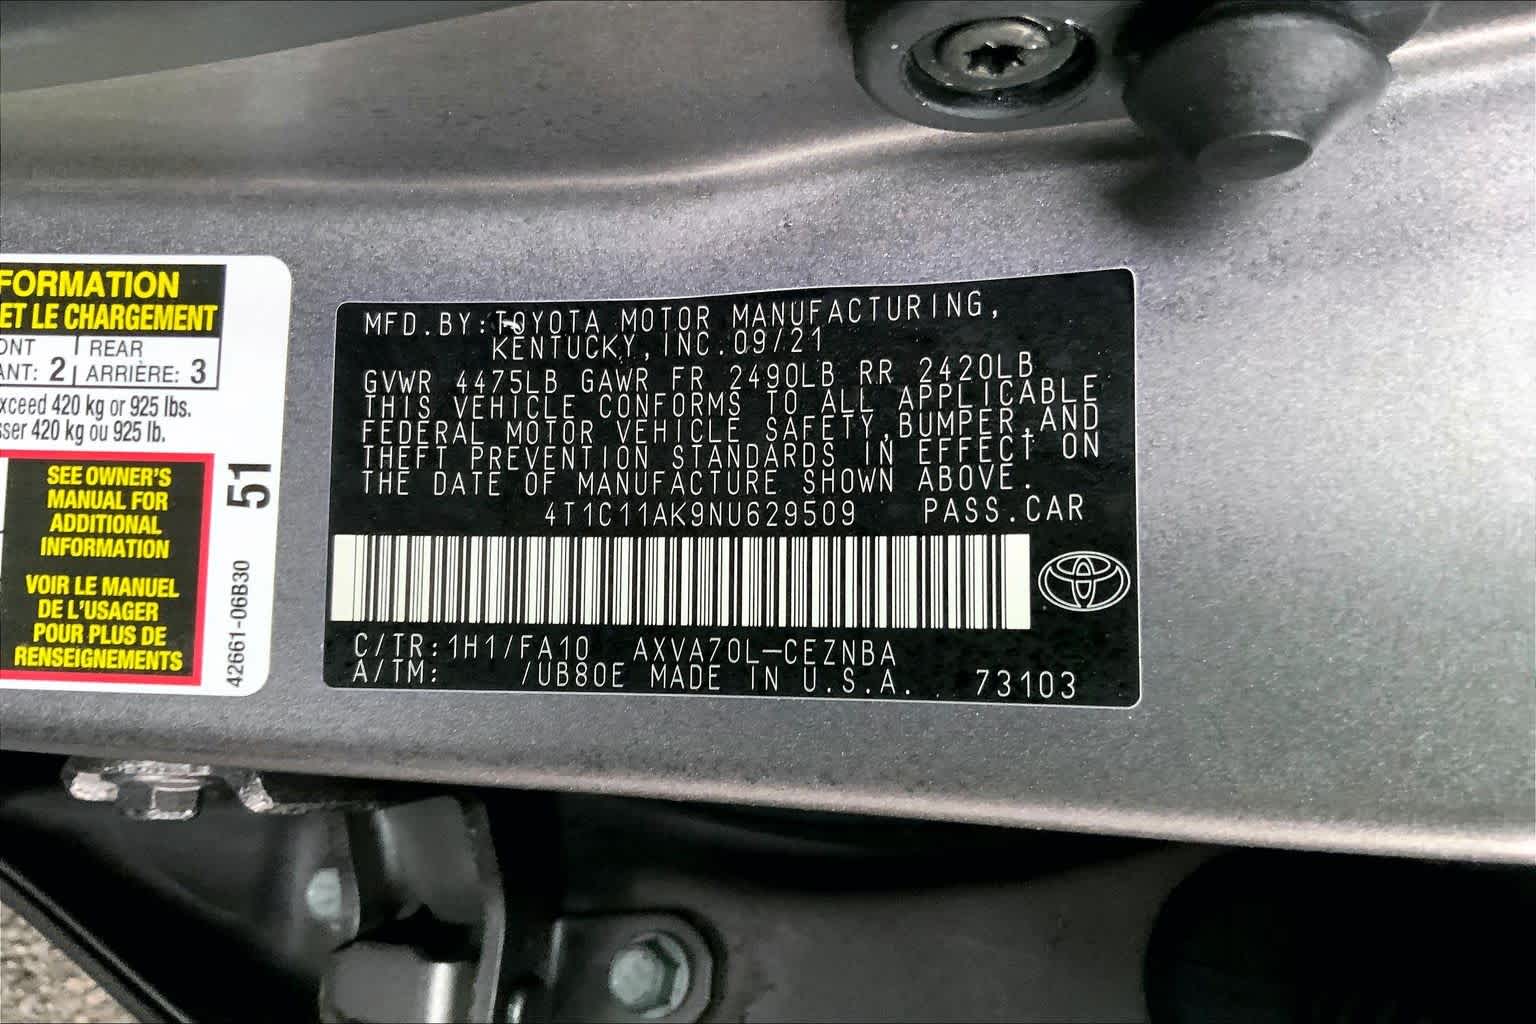 FORMATION
ET LE CHARGEMENT
ONT 2 REAR
ANT: ARRIÈRE: 3
xceed 420 kg or 925 lbs.
sser 420 kg ou 925 lb.
SEE OWNER'S
MANUAL FOR
ADDITIONAL
INFORMATION
VOIR LE MANUEL
DE L'USAGER
POUR PLUS DE
RENSEIGNEMENTS
51
42661-06B30
MFD.BY:TOYOTA MOTOR MANUFACTURING,
KENTUCKY,INC.09/21
GVWR 4475LB GAWR FR 2490LB RR 2420LB
THIS VEHICLE CONFORMS TO ALL APPLICABLE
FEDERAL MOTOR VEHICLE SAFETY,BUMPER,AND
THEFT PREVENTION STANDARDS IN EFFECT ON
THE DATE OF MANUFACTURE SHOWN ABOVE.
4T1C11AK9NU629509 PASS.CAR
C/TR:1H1/FA10 AXVA70L-CEZNBA
A/TM: /UB80E MADE IN U.S.A. 73103